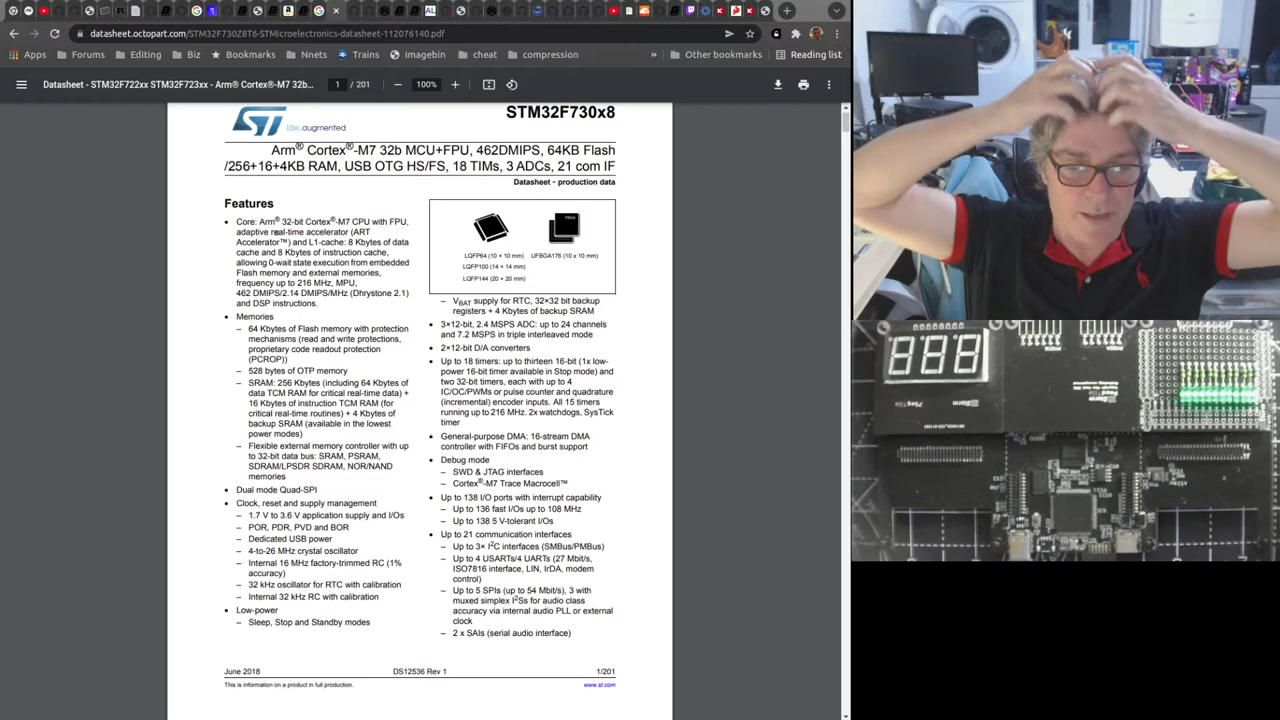 AL
datasheet.octopart.com/STM32F730Z8T6-STMicroelectronics-datasheet-112076140.pdf
Apps Forums Editing Biz Bookmarks Nnets Trains Imagebin cheat compression » Other bookmarks Reading list
Datasheet - STM32F722xx STM32F723xx - Arm® Cortex®-M7 32b... 1 / 201 100%
ST life.augmented
STM32F730x8
Arm® Cortex®-M7 32b MCU+FPU, 462DMIPS, 64KB Flash
/256+16+4KB RAM, USB OTG HS/FS, 18 TIMs, 3 ADCs, 21 com IF
Datasheet - production data
Features
• Core: Arm® 32-bit Cortex®-M7 CPU with FPU,
adaptive real-time accelerator (ART
Accelerator™) and L1-cache: 8 Kbytes of data
cache and 8 Kbytes of instruction cache,
allowing 0-wait state execution from embedded
Flash memory and external memories,
frequency up to 216 MHz, MPU,
462 DMIPS/2.14 DMIPS/MHz (Dhrystone 2.1)
and DSP instructions.
• Memories
– 64 Kbytes of Flash memory with protection
mechanisms (read and write protections,
proprietary code readout protection
(PCROP))
– 528 bytes of OTP memory
– SRAM: 256 Kbytes (including 64 Kbytes of
data TCM RAM for critical real-time data) +
16 Kbytes of instruction TCM RAM (for
critical real-time routines) + 4 Kbytes of
backup SRAM (available in the lowest
power modes)
– Flexible external memory controller with up
to 32-bit data bus: SRAM, PSRAM,
SDRAM/LPSDR SDRAM, NOR/NAND
memories
• Dual mode Quad-SPI
• Clock, reset and supply management
– 1.7 V to 3.6 V application supply and I/Os
– POR, PDR, PVD and BOR
– Dedicated USB power
– 4-to-26 MHz crystal oscillator
– Internal 16 MHz factory-trimmed RC (1%
accuracy)
– 32 kHz oscillator for RTC with calibration
– Internal 32 kHz RC with calibration
• Low-power
– Sleep, Stop and Standby modes
FBGA
LQFP64 (10 × 10 mm) UFBGA176 (10 x 10 mm)
LQFP100 (14 × 14 mm)
LQFP144 (20 × 20 mm)
– VBAT supply for RTC, 32×32 bit backup
registers + 4 Kbytes of backup SRAM
• 3×12-bit, 2.4 MSPS ADC: up to 24 channels
and 7.2 MSPS in triple interleaved mode
• 2×12-bit D/A converters
• Up to 18 timers: up to thirteen 16-bit (1x low-
power 16-bit timer available in Stop mode) and
two 32-bit timers, each with up to 4
IC/OC/PWMs or pulse counter and quadrature
(incremental) encoder inputs. All 15 timers
running up to 216 MHz. 2x watchdogs, SysTick
timer
• General-purpose DMA: 16-stream DMA
controller with FIFOs and burst support
• Debug mode
– SWD & JTAG interfaces
– Cortex®-M7 Trace Macrocell™
• Up to 138 I/O ports with interrupt capability
– Up to 136 fast I/Os up to 108 MHz
– Up to 138 5 V-tolerant I/Os
• Up to 21 communication interfaces
– Up to 3× I2C interfaces (SMBus/PMBus)
– Up to 4 USARTs/4 UARTs (27 Mbit/s,
ISO7816 interface, LIN, IrDA, modem
control)
– Up to 5 SPIs (up to 54 Mbit/s), 3 with
muxed simplex I2Ss for audio class
accuracy via internal audio PLL or external
clock
– 2 x SAIs (serial audio interface)
June 2018 DS12536 Rev 1 1/201
This is information on a product in full production. www.st.com
888